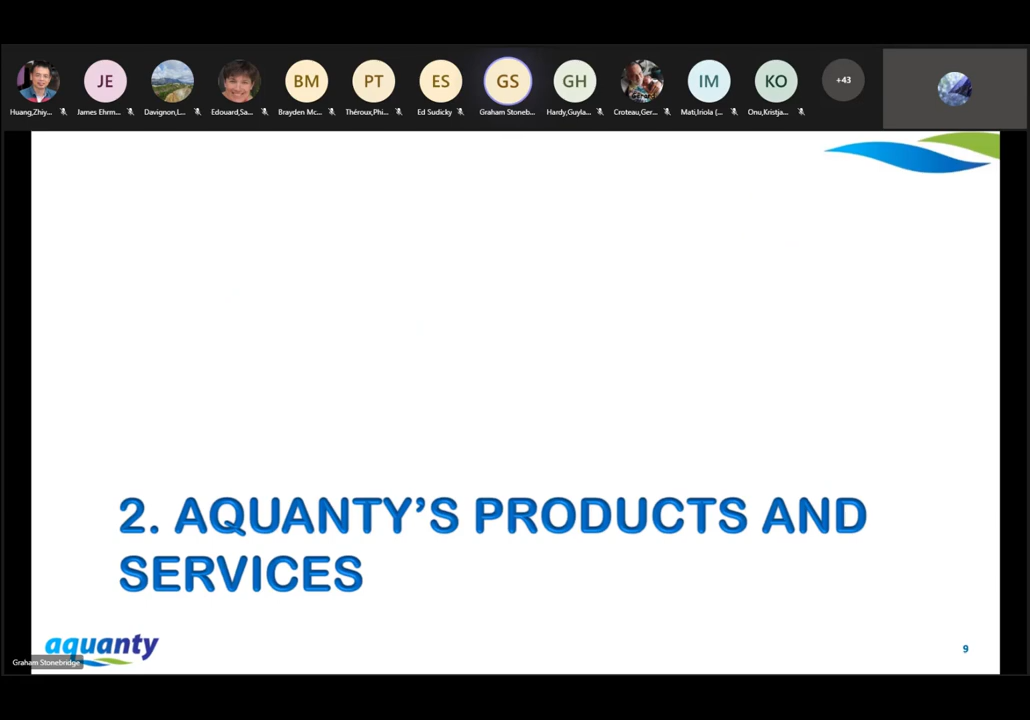 JE
BM
PT
ES
GS
GH
IM
KO
+43
Huang,Zhiy...
James Ehrm...
Davignon,L...
Edouard,Sa...
Brayden Mc...
Théroux,Phi...
Ed Sudicky
Graham Stoneb...
Hardy,Guyla...
Croteau,Ger...
Mati,Iriola (...
Onu,Kristja...
2. AQUANTY’S PRODUCTS AND
SERVICES
aquanty
Graham Stonebridge
9